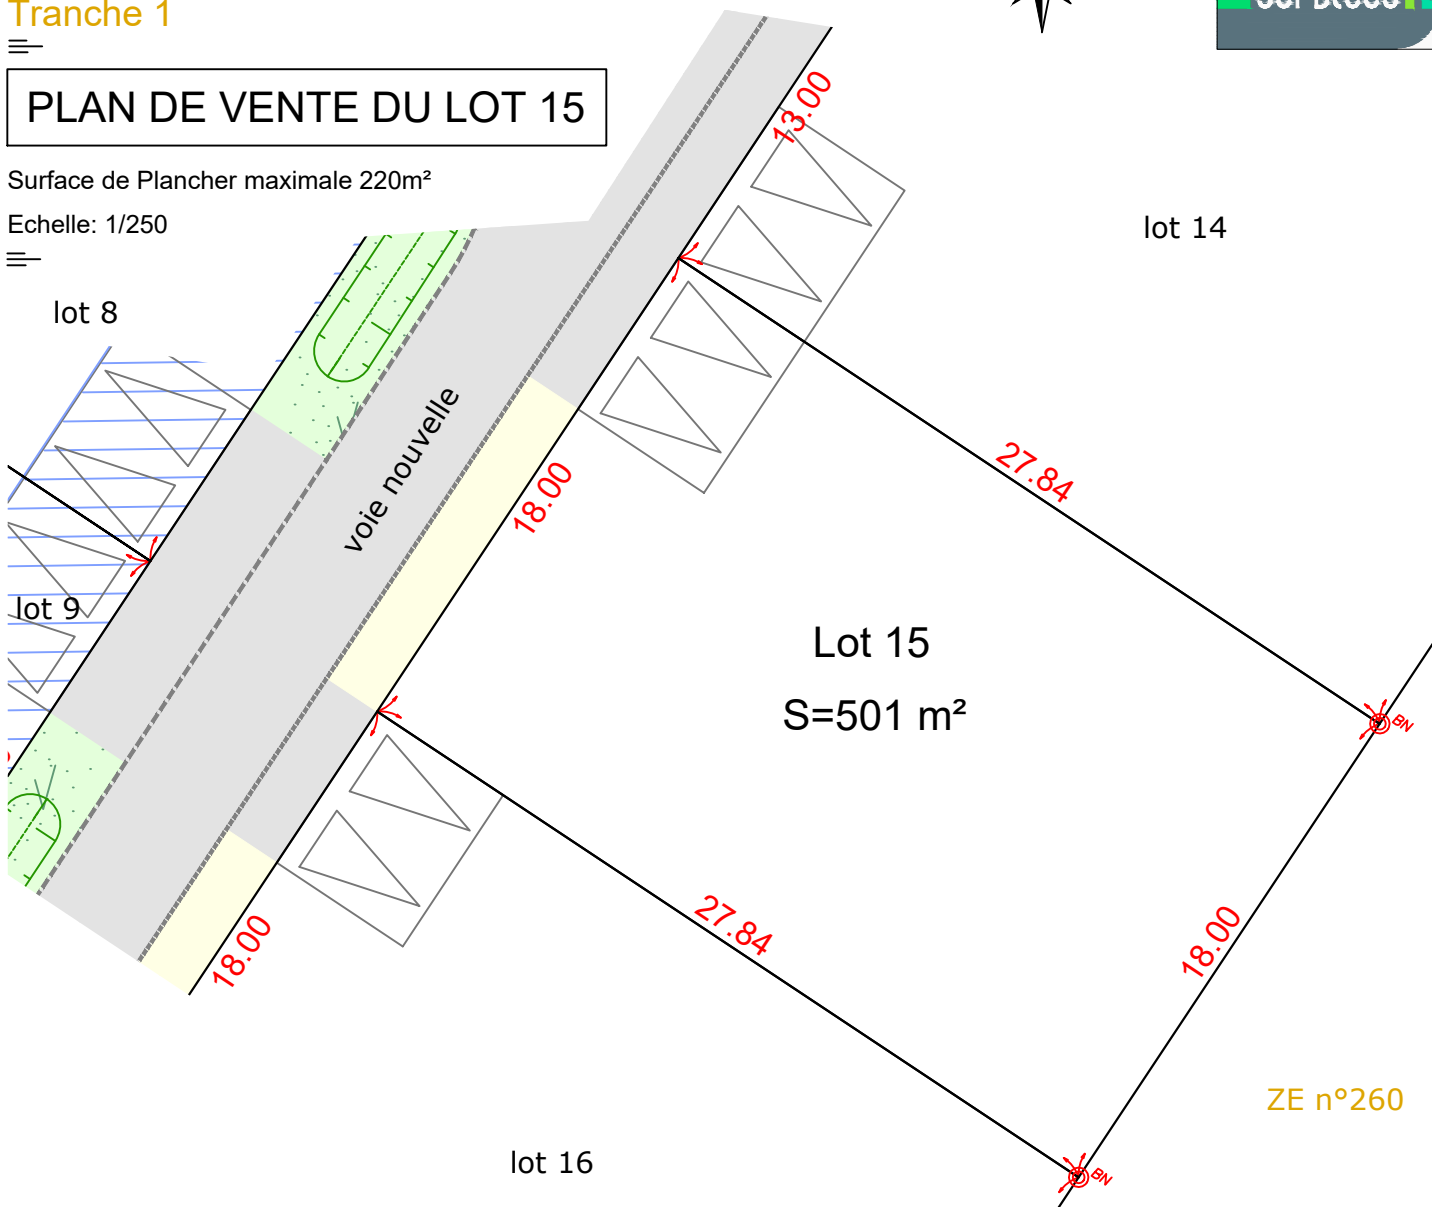 Tranche 1
PLAN DE VENTE DU LOT 15
Surface de Plancher maximale 220m²
Echelle: 1/250
13.00
lot 14
lot 8
voie nouvelle
27.84
18.00
lot 9
Lot 15
S=501 m²
BN
27.84
18.00
18.00
ZE n°260
lot 16
BN